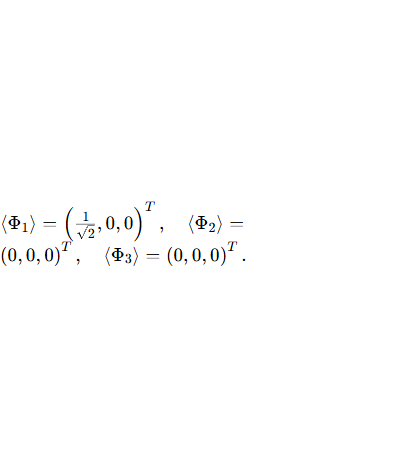 ⟨Φ₁⟩ = (1/√2, 0, 0)ᵀ, ⟨Φ₂⟩ =
(0, 0, 0)ᵀ, ⟨Φ₃⟩ = (0, 0, 0)ᵀ.